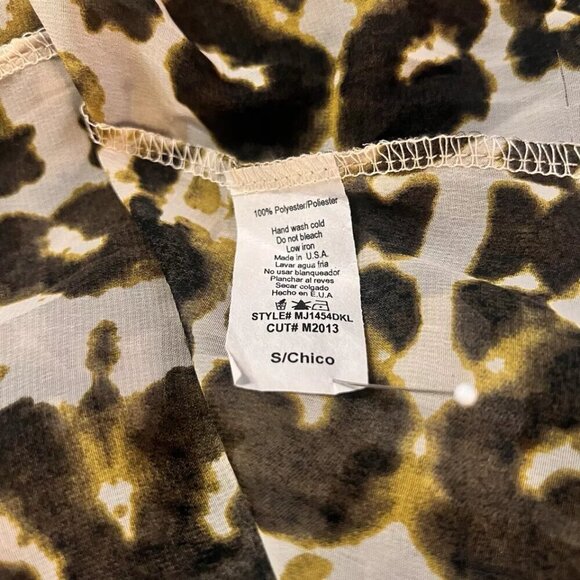 100% Polyester/Poliester
Hand wash cold
Do not bleach
Low iron
Made in U.S.A.
Lavar agua fria
No usar blanqueador
Planchar al reves
Secar colgado
Hecho en E.U.A
STYLE# MJ1454DKL
CUT# M2013
S/Chico